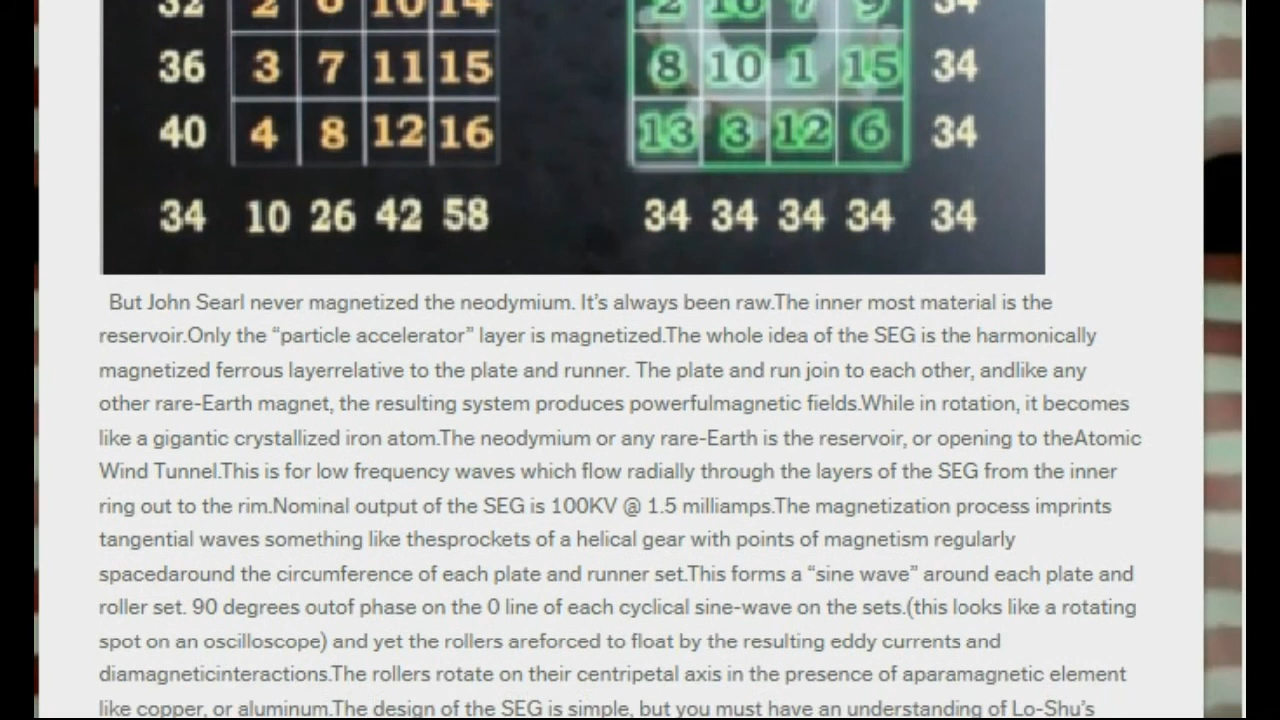 32 2 6 10 14 2 16 7 9 34
36 3 7 11 15 8 10 1 15 34
40 4 8 12 16 13 3 12 6 34
34 10 26 42 58 34 34 34 34 34
But John Searl never magnetized the neodymium. It’s always been raw.The inner most material is the
reservoir.Only the “particle accelerator” layer is magnetized.The whole idea of the SEG is the harmonically
magnetized ferrous layerrelative to the plate and runner. The plate and run join to each other, andlike any
other rare-Earth magnet, the resulting system produces powerfulmagnetic fields.While in rotation, it becomes
like a gigantic crystallized iron atom.The neodymium or any rare-Earth is the reservoir, or opening to theAtomic
Wind Tunnel.This is for low frequency waves which flow radially through the layers of the SEG from the inner
ring out to the rim.Nominal output of the SEG is 100KV @ 1.5 milliamps.The magnetization process imprints
tangential waves something like thesprockets of a helical gear with points of magnetism regularly
spacedaround the circumference of each plate and runner set.This forms a “sine wave” around each plate and
roller set. 90 degrees outof phase on the 0 line of each cyclical sine-wave on the sets.(this looks like a rotating
spot on an oscilloscope) and yet the rollers areforced to float by the resulting eddy currents and
diamagneticinteractions.The rollers rotate on their centripetal axis in the presence of aparamagnetic element
like copper, or aluminum.The design of the SEG is simple, but you must have an understanding of Lo-Shu’s